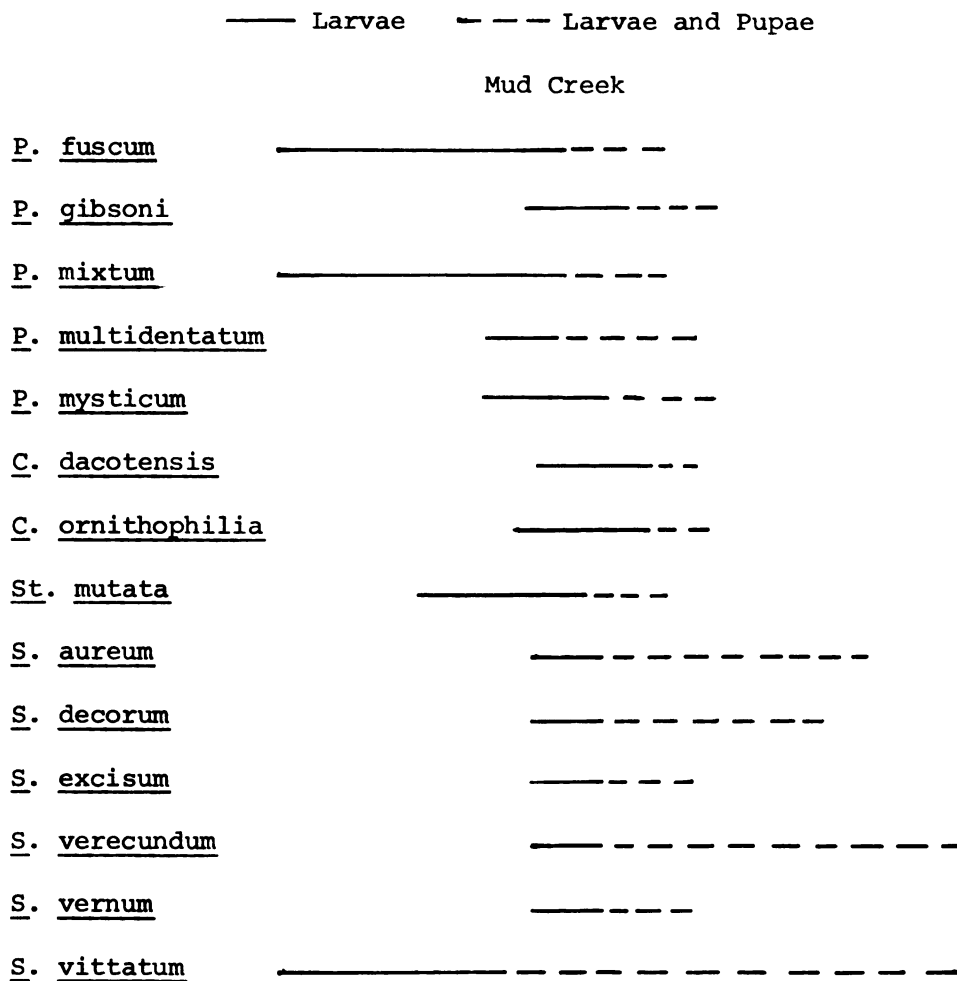 Larvae Larvae and Pupae
Mud Creek
P. fuscum
P. gibsoni
P. mixtum
P. multidentatum
P. mysticum
C. dacotensis
C. ornithophilia
St. mutata
S. aureum
S. decorum
S. excisum
S. verecundum
S. vernum
S. vittatum